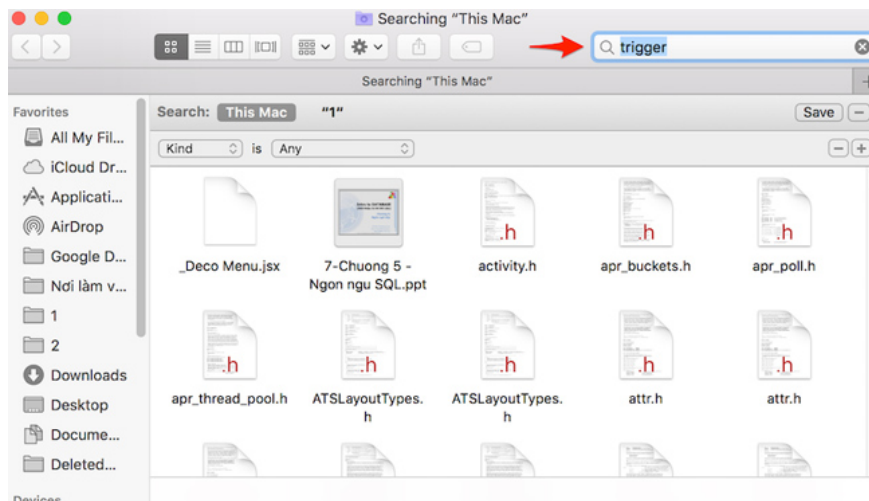 Searching “This Mac”
trigger
Searching “This Mac”
Favorites
All My Fil...
iCloud Dr...
Applicati...
AirDrop
Google D...
Nơi làm v...
1
2
Downloads
Desktop
Docume...
Deleted...
Devices
Search: This Mac “1” Save
Kind is Any
_Deco Menu.jsx
7-Chuong 5 -
Ngon ngu SQL.ppt
.h
activity.h
.h
apr_buckets.h
.h
apr_poll.h
.h
apr_thread_pool.h
.h
ATSLayoutTypes.
h
.h
ATSLayoutTypes.
h
.h
attr.h
.h
attr.h